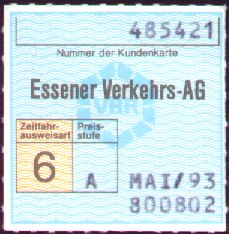 485421
Nummer der Kundenkarte
Essener Verkehrs-AG
VRR
Zeitfahr-
ausweisart
Preis-
stufe
6
A
MAI/93
800802